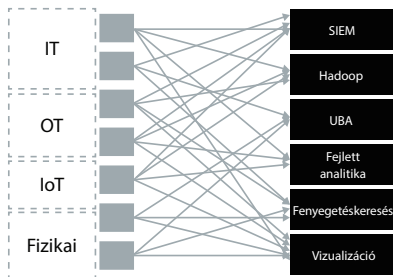 IT
OT
IoT
Fizikai
SIEM
Hadoop
UBA
Fejlett
analitika
Fenyegetéskeresés
Vizualizáció